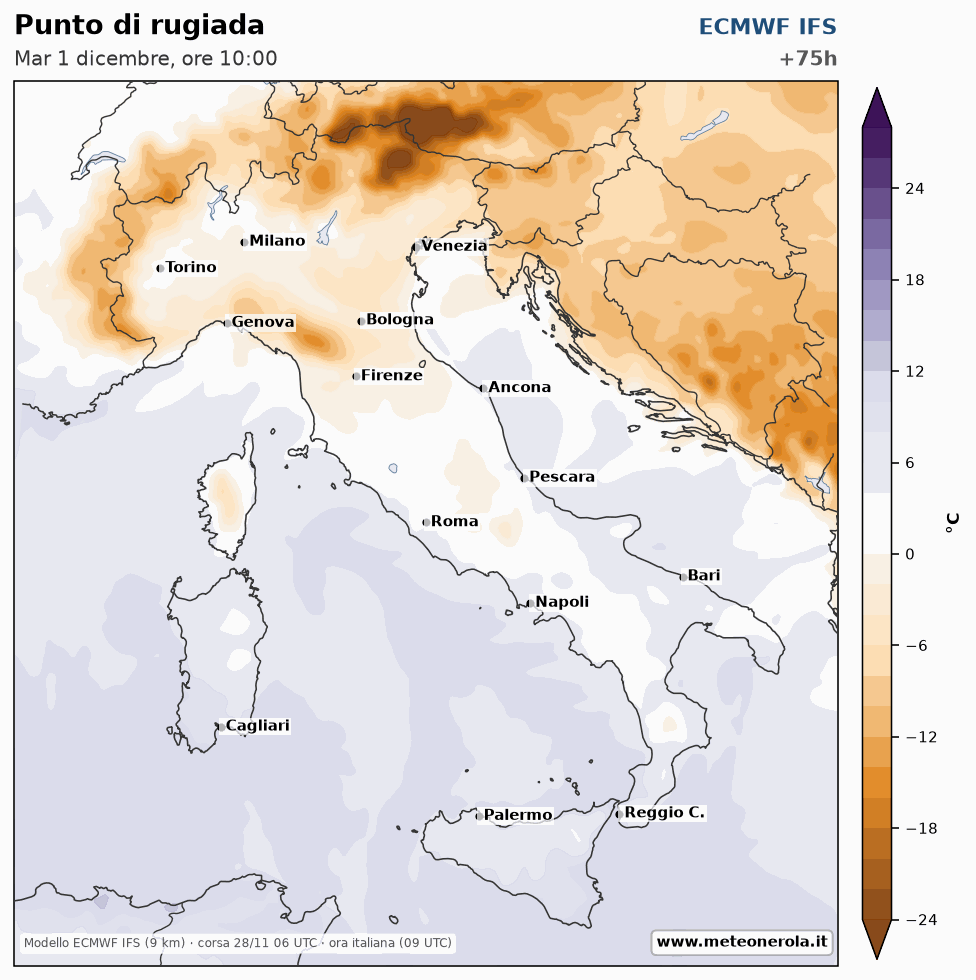 Punto di rugiada
ECMWF IFS
Mar 1 dicembre, ore 10:00
+75h
Milano
Venezia
Torino
Genova
Bologna
Firenze
Ancona
Pescara
Roma
Bari
Napoli
Cagliari
Palermo
Reggio C.
24
18
12
6
0
−6
−12
−18
−24
°C
Modello ECMWF IFS (9 km) · corsa 28/11 06 UTC · ora italiana (09 UTC)
www.meteonerola.it